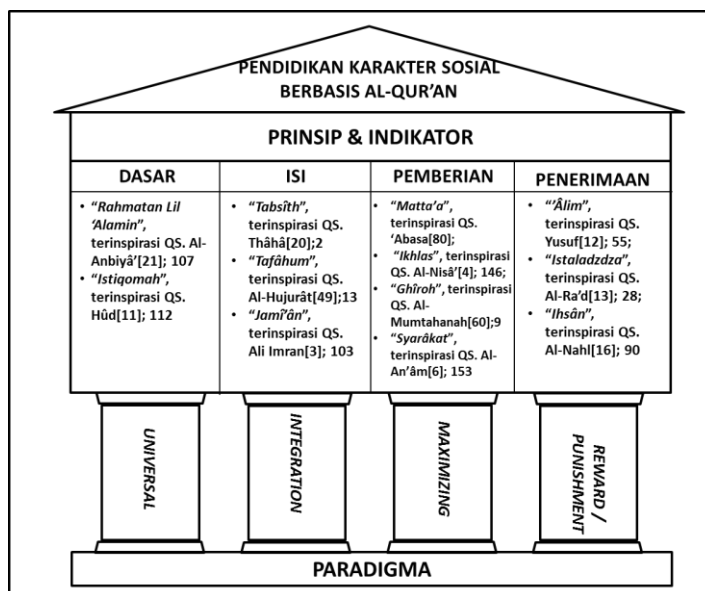 PENDIDIKAN KARAKTER SOSIAL
BERBASIS AL-QUR'AN
PRINSIP & INDIKATOR
DASAR
• “Rahmatan Lil
‘Alamin”,
terinspirasi QS. Al-
Anbiyâ’[21]; 107
• “Istiqomah”,
terinspirasi QS.
Hûd[11]; 112
ISI
• “Tabsîth”,
terinspirasi QS.
Thâhâ[20];2
• “Tafâhum”,
terinspirasi QS.
Al-Hujurât[49];13
• “Jamî’ân”,
terinspirasi QS.
Ali Imran[3]; 103
PEMBERIAN
• “Matta’a”,
terinspirasi QS.
‘Abasa[80];
• “Ikhlas”, terinspirasi
QS. Al-Nisâ’[4]; 146;
• “Ghîroh”, terinspirasi
QS. Al-
Mumtahanah[60];9
• “Syarâkat”,
terinspirasi QS. Al-
An’âm[6]; 153
PENERIMAAN
• “‘Âlim”,
terinspirasi QS.
Yusuf[12]; 55;
• “Istaladzdza”,
terinspirasi QS.
Al-Ra’d[13]; 28;
• “Ihsân”,
terinspirasi QS.
Al-Nahl[16]; 90
UNIVERSAL
INTEGRATION
MAXIMIZING
REWARD /
PUNISHMENT
PARADIGMA